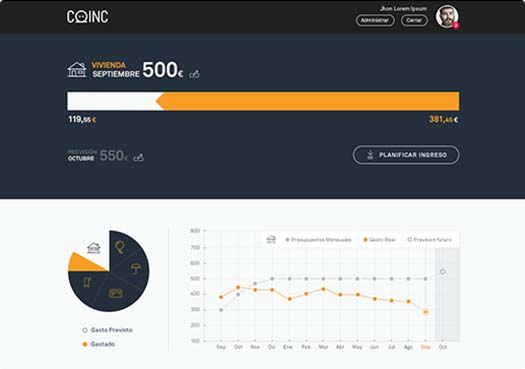 COINC
Jhon Lorem Ipsum
Administrar
Cerrar
VIVIENDA
SEPTIEMBRE 500€
119,55 €
381,45 €
PREVISIÓN
OCTUBRE 550€
PLANIFICAR INGRESO
Gasto Previsto
Gastado
Presupuestos Mensuales
Gasto Real
Prevision futuro
800
700
600
500
400
300
200
100
Sep Oct Nov Dic Ene Feb Mar Abr May Jun Jul Ago Sep Oct